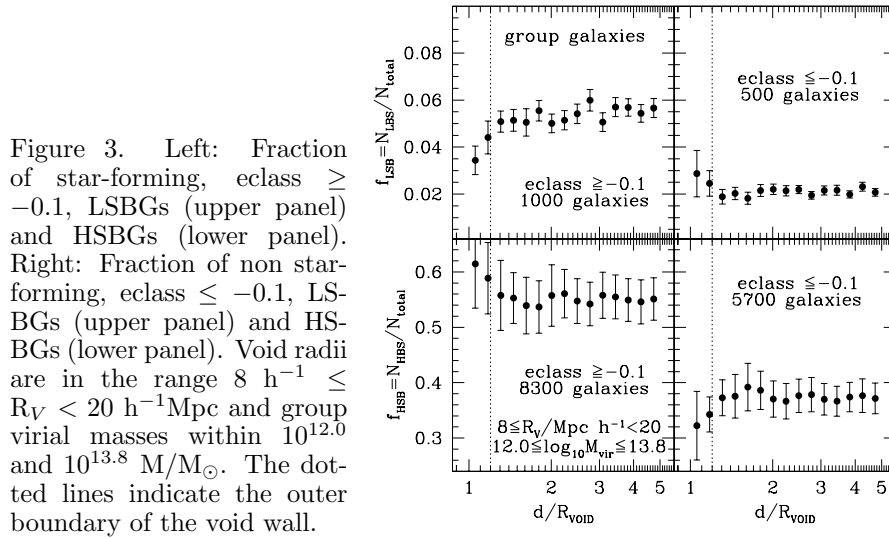 Figure 3. Left: Fraction
of star-forming, eclass ≥
−0.1, LSBGs (upper panel)
and HSBGs (lower panel).
Right: Fraction of non star-
forming, eclass ≤ −0.1, LS-
BGs (upper panel) and HS-
BGs (lower panel). Void radii
are in the range 8 h⁻¹ ≤
R_V < 20 h⁻¹Mpc and group
virial masses within 10^12.0
and 10^13.8 M/M⊙. The dot-
ted lines indicate the outer
boundary of the void wall.
f_LSB=N_LBS/N_total
0.08
0.06
0.04
0.02
group galaxies
eclass ≥−0.1
1000 galaxies
eclass ≤−0.1
500 galaxies
f_HSB=N_HBS/N_total
0.6
0.5
0.4
0.3
eclass ≥−0.1
8300 galaxies
8≤R_V/Mpc h⁻¹<20
12.0≤log₁₀M_vir≤13.8
eclass ≤−0.1
5700 galaxies
1 2 3 4 5
d/R_VOID
1 2 3 4 5
d/R_VOID